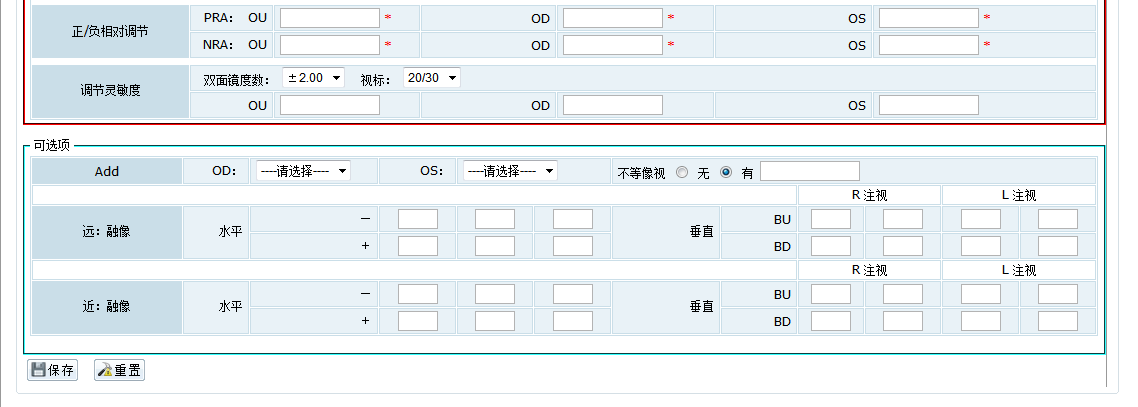 正/负相对调节 PRA： OU * OD * OS *
NRA： OU * OD * OS *
调节灵敏度 双面镜度数： ±2.00 视标： 20/30
OU OD OS
可选项
Add OD： ----请选择---- OS： ----请选择---- 不等像视 无 有
R 注视 L 注视
远：融像 水平 － 垂直 BU
+ BD
R 注视 L 注视
近：融像 水平 － 垂直 BU
+ BD
保存 重置